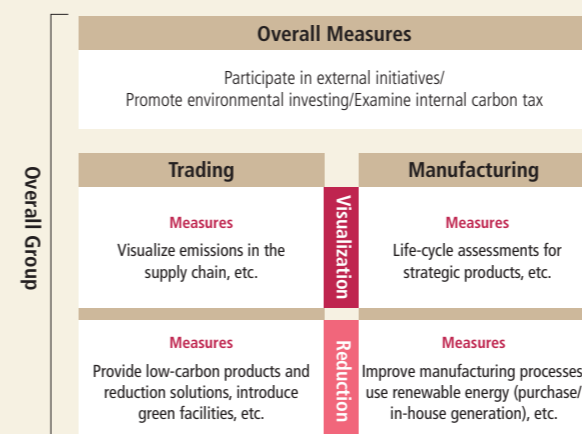 Overall Group
Overall Measures
Participate in external initiatives/
Promote environmental investing/Examine internal carbon tax
Trading
Manufacturing
Visualization
Measures
Visualize emissions in the
supply chain, etc.
Measures
Life-cycle assessments for
strategic products, etc.
Reduction
Measures
Provide low-carbon products and
reduction solutions, introduce
green facilities, etc.
Measures
Improve manufacturing processes
use renewable energy (purchase/
in-house generation), etc.